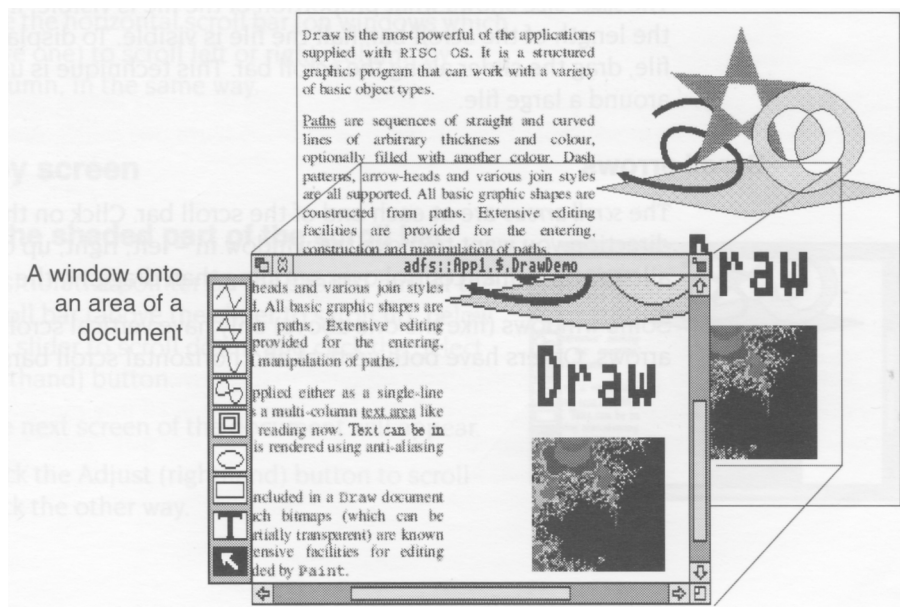 Draw is the most powerful of the applications
supplied with RISC OS. It is a structured
graphics program that can work with a variety
of basic object types.
Paths are sequences of straight and curved
lines of arbitrary thickness and colour,
optionally filled with another colour. Dash
patterns, arrow-heads and various join styles
are all supported. All basic graphic shapes are
constructed from paths. Extensive editing
facilities are provided for the entering,
construction and manipulation of paths.
raw
A window onto
an area of a
document
adfs::App1.$.DrawDemo
heads and various join styles
d. All basic graphic shapes are
m paths. Extensive editing
provided for the entering,
manipulation of paths.
Draw
pplied either as a single-line
s a multi-column text area like
reading now. Text can be in
is rendered using anti-aliasing
ncluded in a Draw document
ch bitmaps (which can be
rtially transparent) are known
ensive facilities for editing
ded by Paint.
T